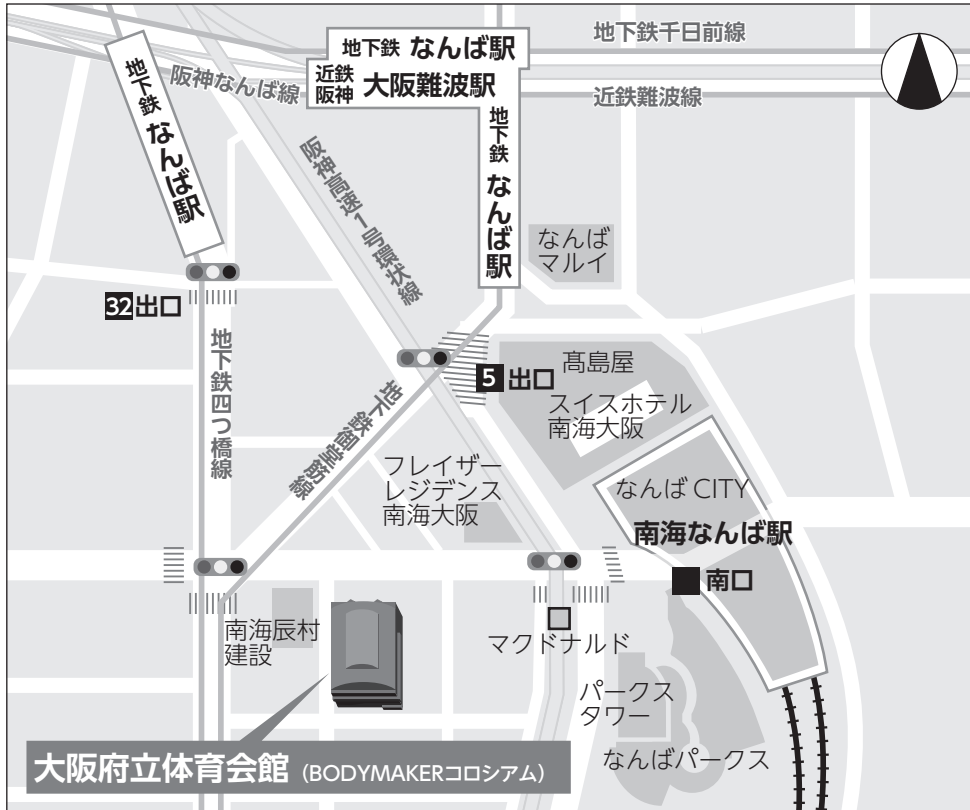 地下鉄千日前線
地下鉄 なんば駅
近鉄
阪神 大阪難波駅
近鉄難波線
阪神なんば線
地下鉄 なんば駅
地下鉄 なんば駅
阪神高速1号環状線
なんば
マルイ
32出口
地下鉄四つ橋線
地下鉄御堂筋線
5 出口
髙島屋
スイスホテル
南海大阪
フレイザー
レジデンス
南海大阪
なんばCITY
南海なんば駅
南口
南海辰村
建設
マクドナルド
パークス
タワー
なんばパークス
大阪府立体育会館 (BODYMAKERコロシアム)